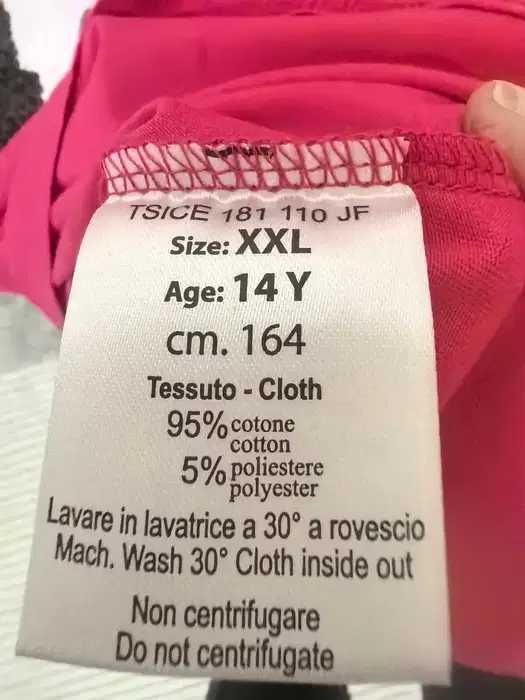 TSICE 181 110 JF
Size: XXL
Age: 14 Y
cm. 164
Tessuto - Cloth
95% cotone
cotton
5% poliestere
polyester
Lavare in lavatrice a 30° a rovescio
Mach. Wash 30° Cloth inside out
Non centrifugare
Do not centrifugate